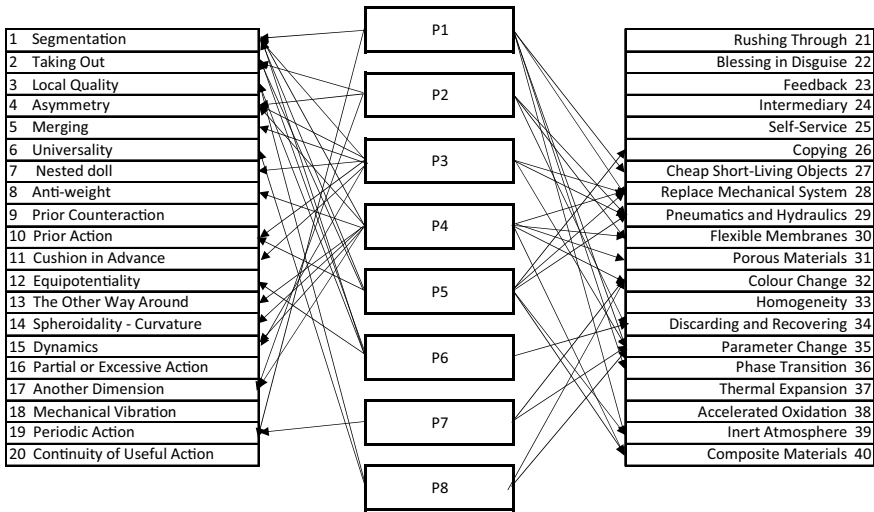 1 Segmentation
2 Taking Out
3 Local Quality
4 Asymmetry
5 Merging
6 Universality
7 Nested doll
8 Anti-weight
9 Prior Counteraction
10 Prior Action
11 Cushion in Advance
12 Equipotentiality
13 The Other Way Around
14 Spheroidality - Curvature
15 Dynamics
16 Partial or Excessive Action
17 Another Dimension
18 Mechanical Vibration
19 Periodic Action
20 Continuity of Useful Action
P1
P2
P3
P4
P5
P6
P7
P8
Rushing Through 21
Blessing in Disguise 22
Feedback 23
Intermediary 24
Self-Service 25
Copying 26
Cheap Short-Living Objects 27
Replace Mechanical System 28
Pneumatics and Hydraulics 29
Flexible Membranes 30
Porous Materials 31
Colour Change 32
Homogeneity 33
Discarding and Recovering 34
Parameter Change 35
Phase Transition 36
Thermal Expansion 37
Accelerated Oxidation 38
Inert Atmosphere 39
Composite Materials 40